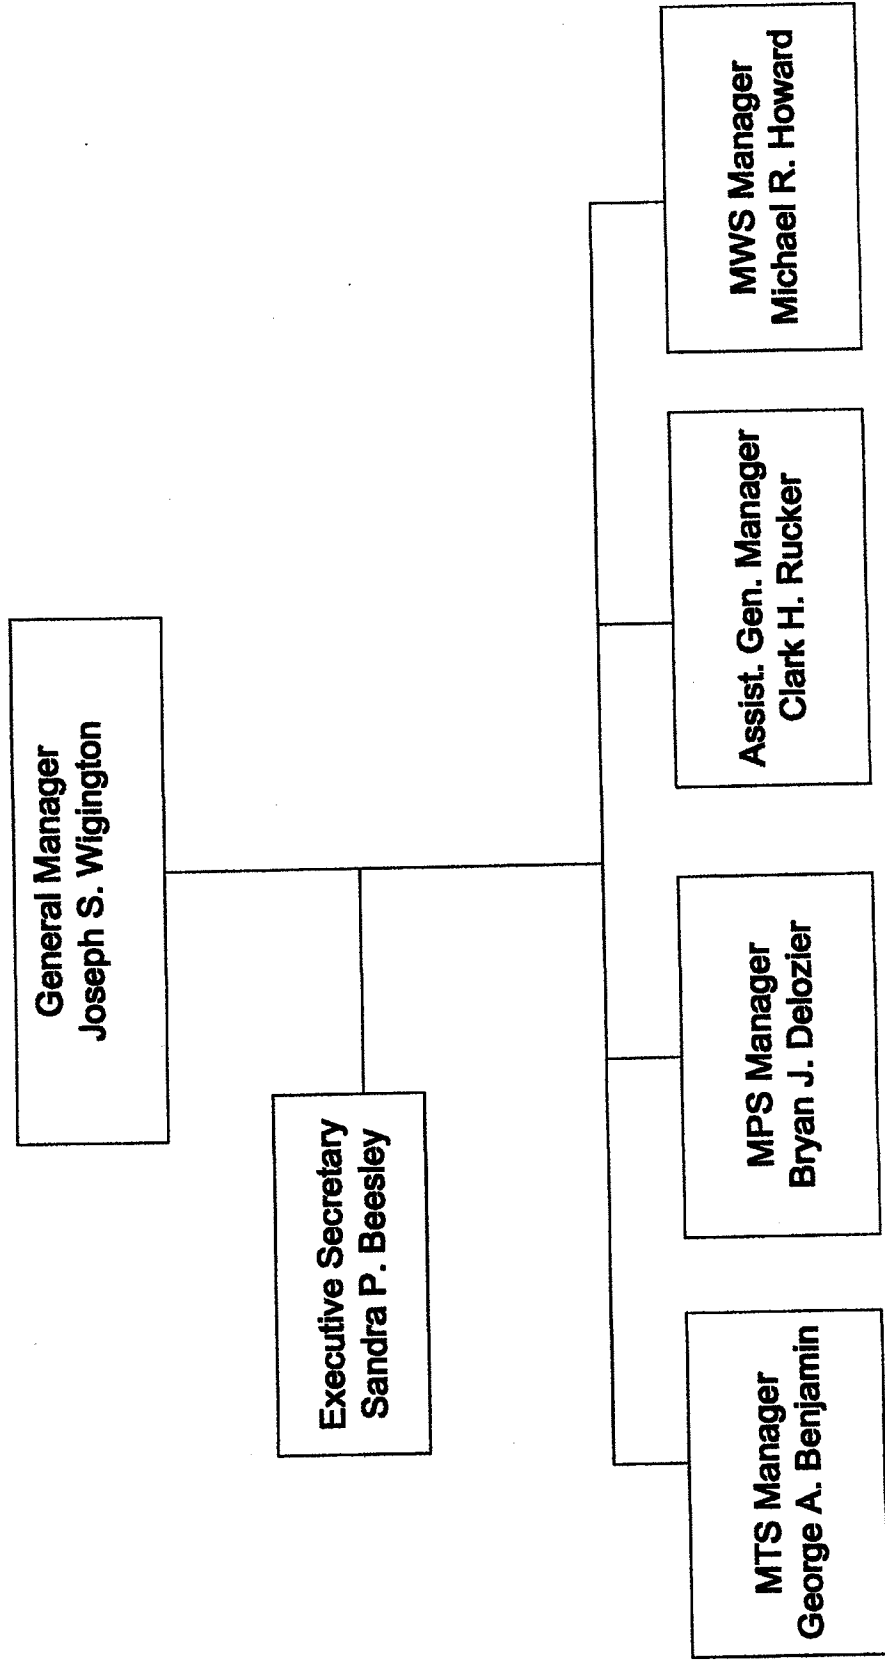 General Manager
Joseph S. Wigington
Executive Secretary
Sandra P. Beesley
MTS Manager
George A. Benjamin
MPS Manager
Bryan J. Delozier
Assist. Gen. Manager
Clark H. Rucker
MWS Manager
Michael R. Howard